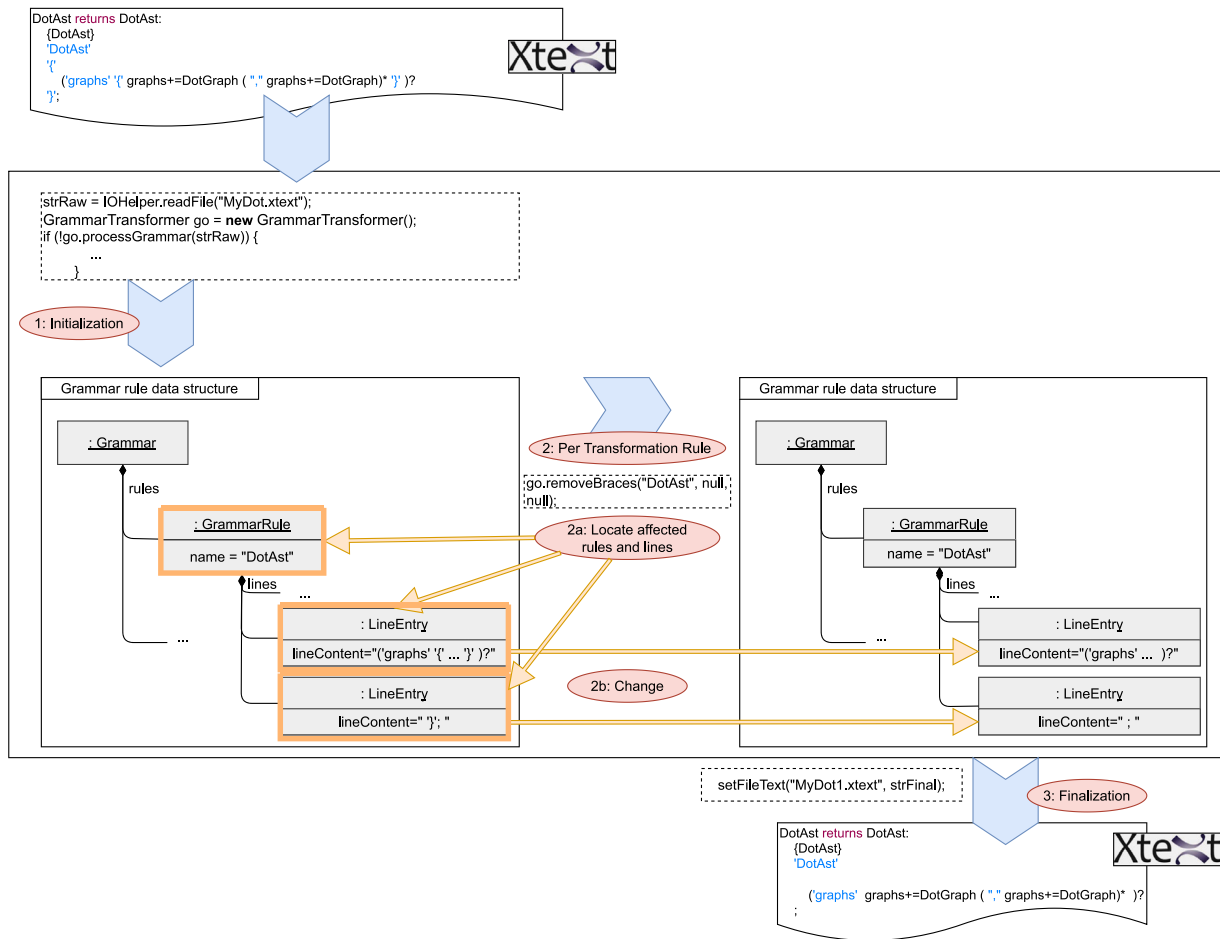 DotAst returns DotAst:
{DotAst}
'DotAst'
'{'
('graphs' '{' graphs+=DotGraph ( "," graphs+=DotGraph)* '}' )?
'}';
Xtext
strRaw = IOHelper.readFile("MyDot.xtext");
GrammarTransformer go = new GrammarTransformer();
if (!go.processGrammar(strRaw)) {
...
}
1: Initialization
Grammar rule data structure
: Grammar
rules
: GrammarRule
name = "DotAst"
lines
...
...
: LineEntry
lineContent="('graphs' '{' ... '}' )?"
: LineEntry
lineContent=" '}'; "
2: Per Transformation Rule
go.removeBraces("DotAst", null,
null);
2a: Locate affected
rules and lines
2b: Change
Grammar rule data structure
: Grammar
rules
: GrammarRule
name = "DotAst"
lines
...
...
: LineEntry
lineContent="('graphs' ... )?"
: LineEntry
lineContent=" ; "
setFileText("MyDot1.xtext", strFinal);
3: Finalization
DotAst returns DotAst:
{DotAst}
'DotAst'
('graphs'  graphs+=DotGraph ( "," graphs+=DotGraph)*  )?
;
Xtext